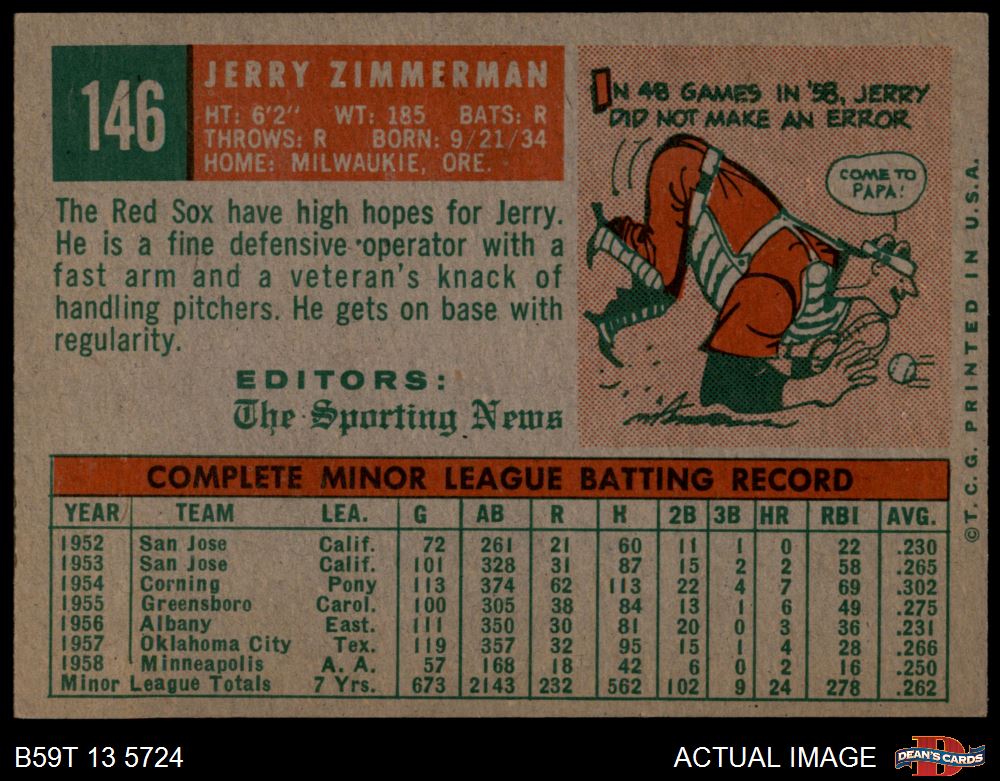 146
JERRY ZIMMERMAN
HT: 6'2" WT: 185 BATS: R
THROWS: R BORN: 9/21/34
HOME: MILWAUKIE, ORE.
The Red Sox have high hopes for Jerry.
He is a fine defensive operator with a
fast arm and a veteran's knack of
handling pitchers. He gets on base with
regularity.
EDITORS:
The Sporting News
IN 48 GAMES IN '58, JERRY
DID NOT MAKE AN ERROR
COME TO
PAPA!
COMPLETE MINOR LEAGUE BATTING RECORD
YEAR TEAM LEA. G AB R H 2B 3B HR RBI AVG.
1952 San Jose Calif. 72 261 21 60 11 1 0 22 .230
1953 San Jose Calif. 101 328 31 87 15 2 2 58 .265
1954 Corning Pony 113 374 62 113 22 4 7 69 .302
1955 Greensboro Carol. 100 305 38 84 13 1 6 49 .275
1956 Albany East. 111 350 30 81 20 0 3 36 .231
1957 Oklahoma City Tex. 119 357 32 95 15 1 4 28 .266
1958 Minneapolis A. A. 57 168 18 42 6 0 2 16 .250
Minor League Totals 7 Yrs. 673 2143 232 562 102 9 24 278 .262
© T. C. G. PRINTED IN U.S.A.
B59T 13 5724
ACTUAL IMAGE
D
DEAN'S CARDS